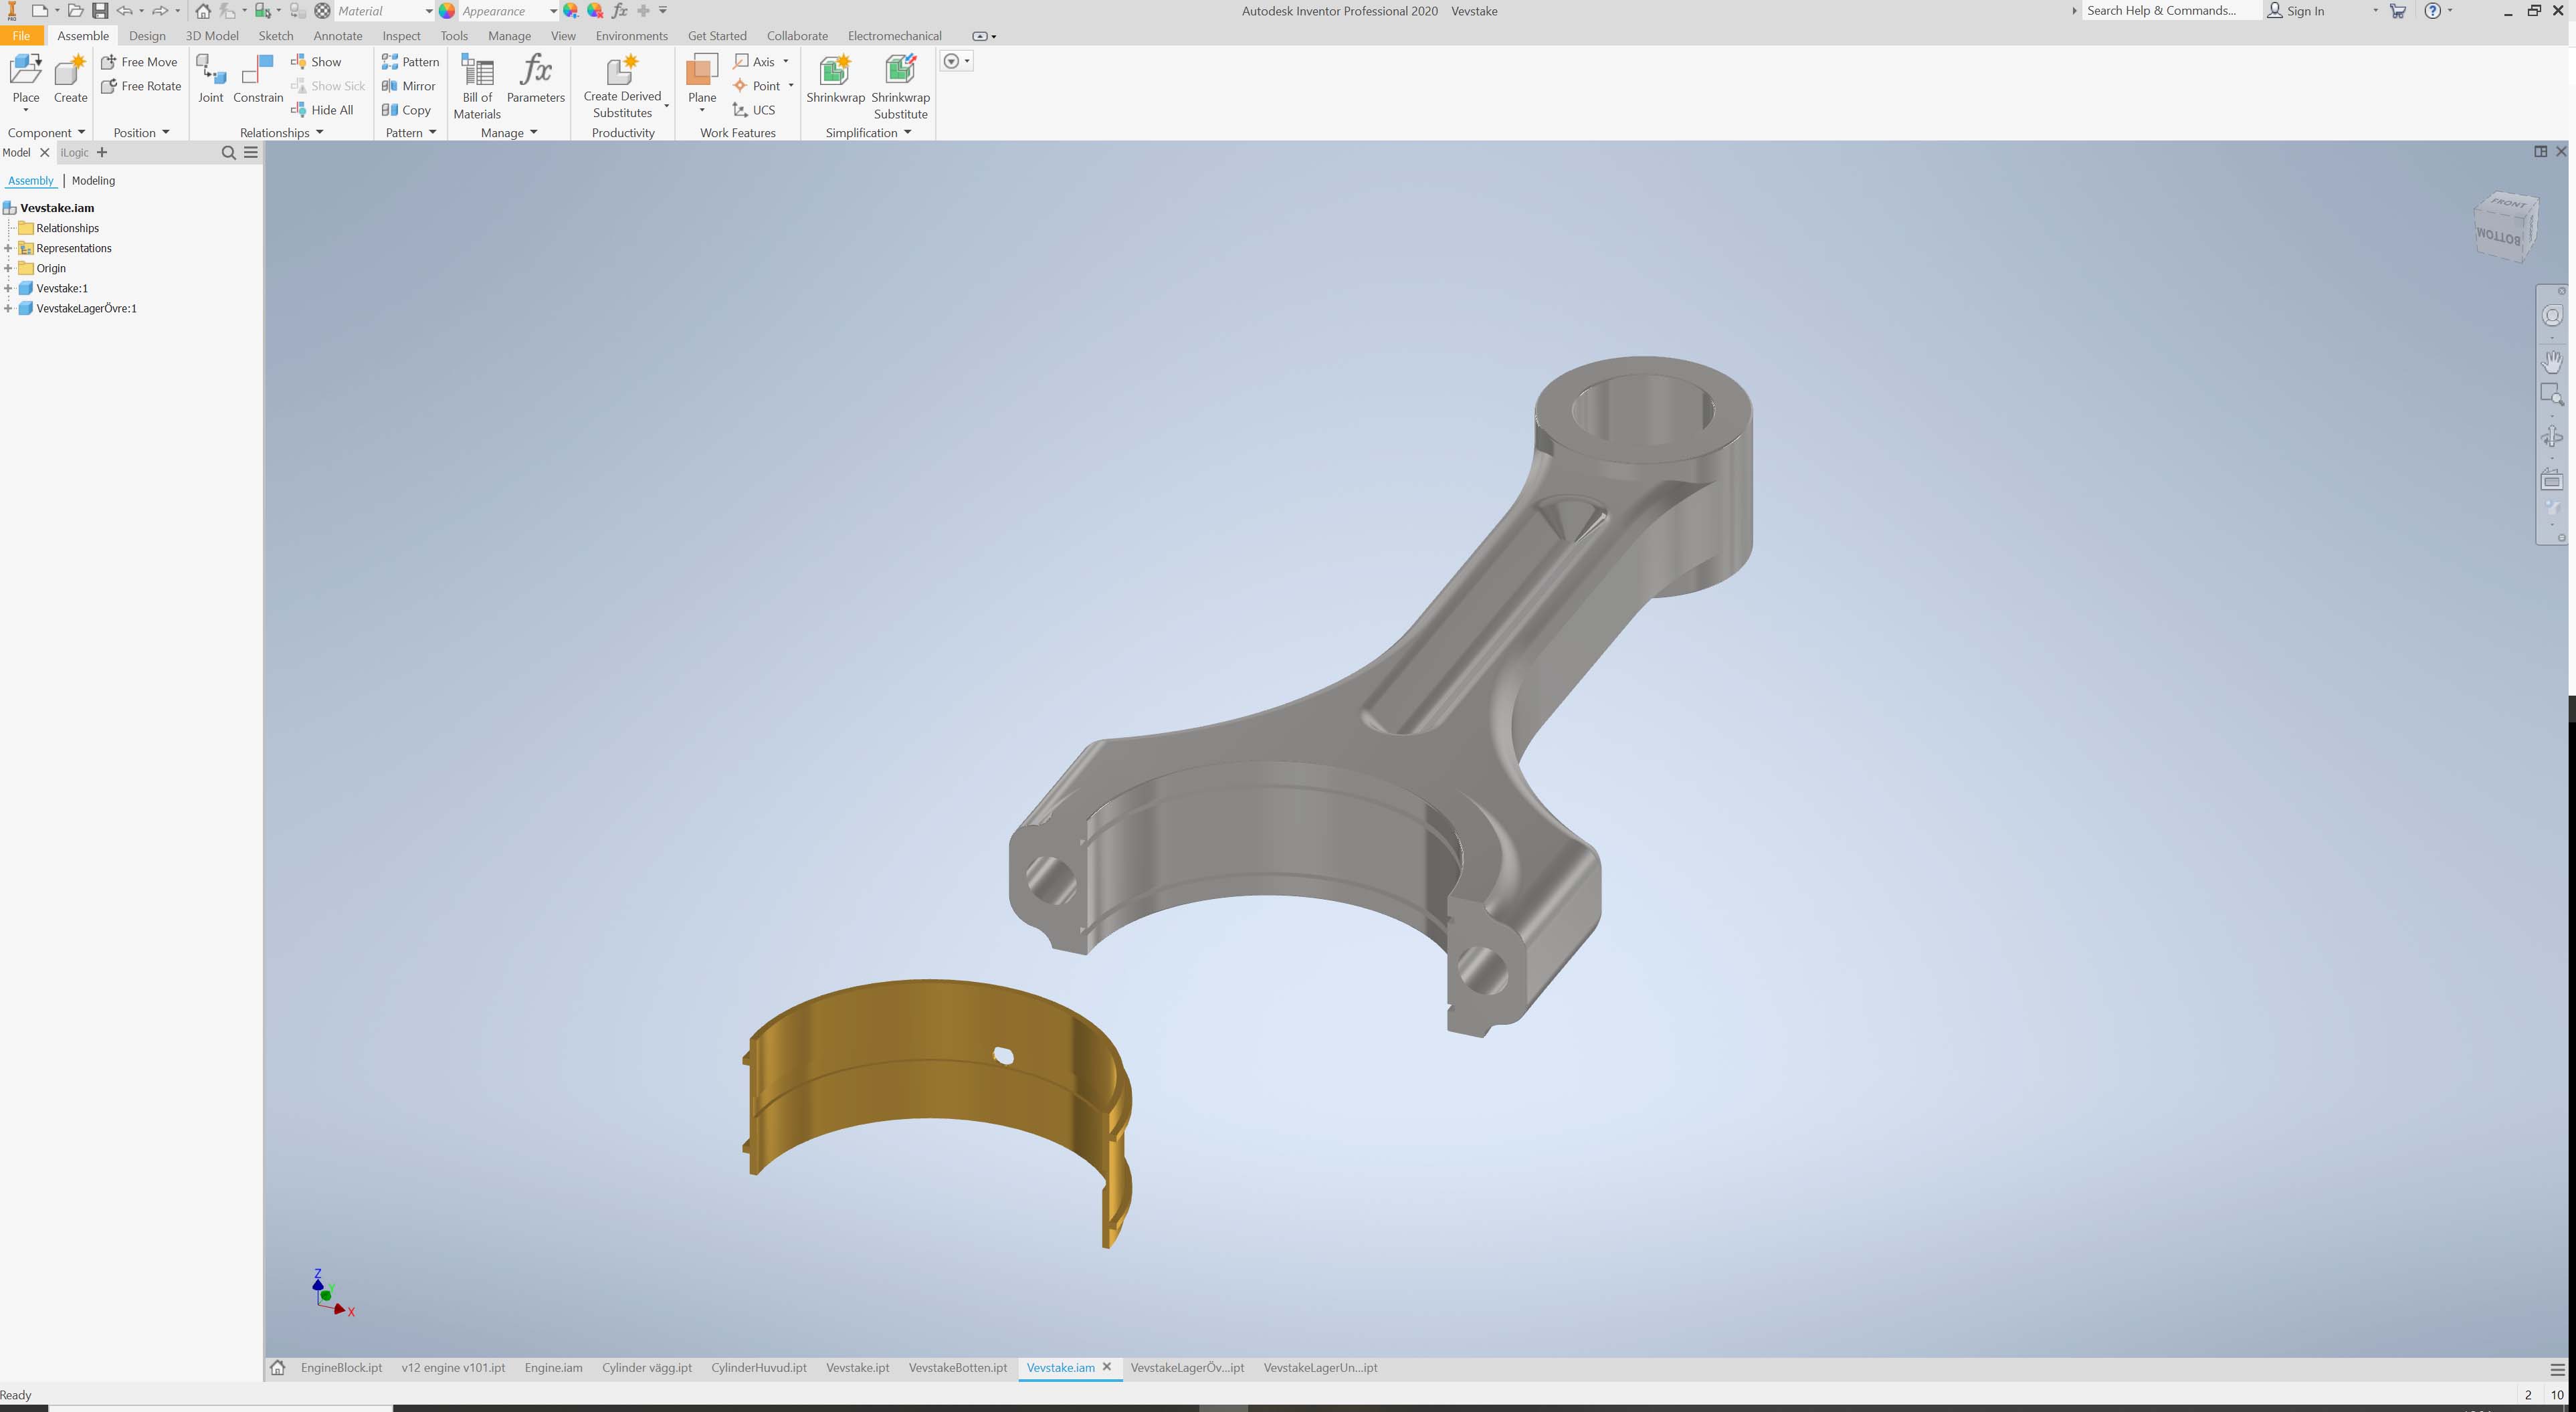 Material Appearance fx Autodesk Inventor Professional 2020 Vevstake Search Help & Commands... Sign In
File Assemble Design 3D Model Sketch Annotate Inspect Tools Manage View Environments Get Started Collaborate Electromechanical
Place Create Free Move Free Rotate Joint Constrain Show Show Sick Hide All Pattern Mirror Copy Bill of Materials fx Parameters Create Derived Substitutes Plane Axis Point UCS Shrinkwrap Shrinkwrap Substitute
Component Position Relationships Pattern Manage Productivity Work Features Simplification
Model iLogic
Assembly | Modeling
Vevstake.iam
Relationships
Representations
Origin
Vevstake:1
VevstakeLagerÖvre:1
FRONT
BOTTOM
Z
Y
X
EngineBlock.ipt v12 engine v101.ipt Engine.iam Cylinder vägg.ipt CylinderHuvud.ipt Vevstake.ipt VevstakeBotten.ipt Vevstake.iam VevstakeLagerÖv...ipt VevstakeLagerUn...ipt
Ready 2 10